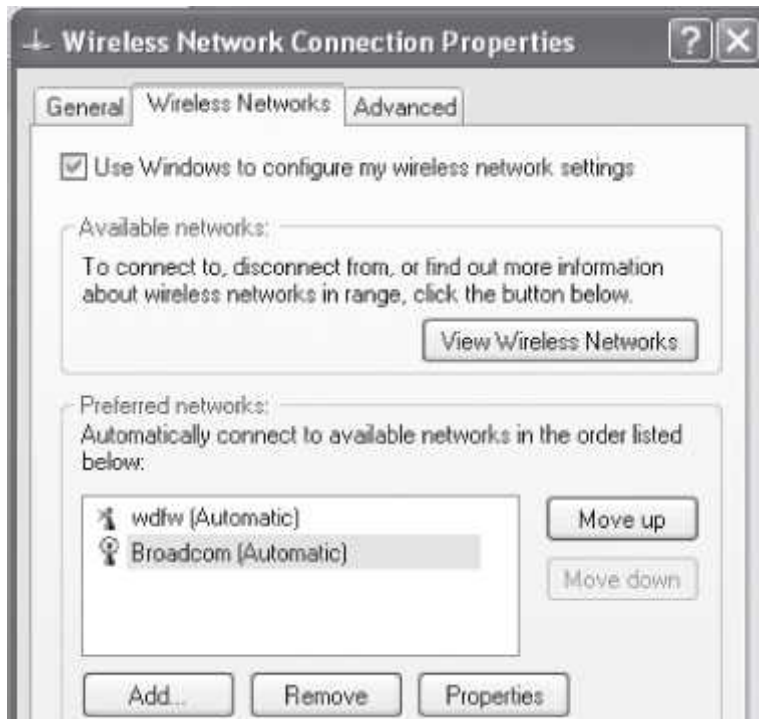 Wireless Network Connection Properties ? X
General Wireless Networks Advanced
Use Windows to configure my wireless network settings
Available networks:
To connect to, disconnect from, or find out more information
about wireless networks in range, click the button below.
View Wireless Networks
Preferred networks:
Automatically connect to available networks in the order listed
below:
wdfw (Automatic)
Move up
Broadcom (Automatic)
Move down
Add... Remove Properties